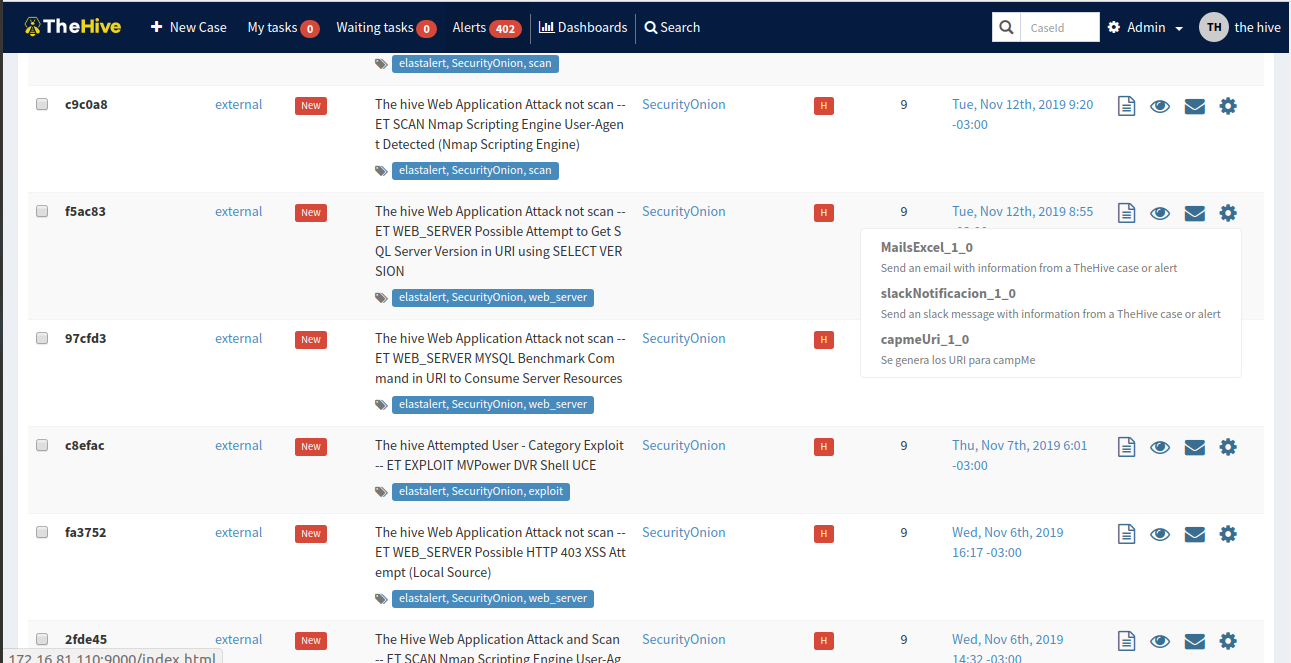 TheHive New Case My tasks 0 Waiting tasks 0 Alerts 402 Dashboards Search CaseId Admin TH the hive
elastalert, SecurityOnion, scan
c9c0a8 external New The hive Web Application Attack not scan -- SecurityOnion H 9 Tue, Nov 12th, 2019 9:20
ET SCAN Nmap Scripting Engine User-Agen -03:00
t Detected (Nmap Scripting Engine)
elastalert, SecurityOnion, scan
f5ac83 external New The hive Web Application Attack not scan -- SecurityOnion H 9 Tue, Nov 12th, 2019 8:55
ET WEB_SERVER Possible Attempt to Get S
QL Server Version in URI using SELECT VER
SION
elastalert, SecurityOnion, web_server
MailsExcel_1_0
Send an email with information from a TheHive case or alert
slackNotificacion_1_0
Send an slack message with information from a TheHive case or alert
capmeUri_1_0
Se genera los URI para campMe
97cfd3 external New The hive Web Application Attack not scan -- SecurityOnion H
ET WEB_SERVER MYSQL Benchmark Com
mand in URI to Consume Server Resources
elastalert, SecurityOnion, web_server
c8efac external New The hive Attempted User - Category Exploit SecurityOnion H 9 Thu, Nov 7th, 2019 6:01
-- ET EXPLOIT MVPower DVR Shell UCE -03:00
elastalert, SecurityOnion, exploit
fa3752 external New The hive Web Application Attack not scan -- SecurityOnion H 9 Wed, Nov 6th, 2019
ET WEB_SERVER Possible HTTP 403 XSS Att 16:17 -03:00
empt (Local Source)
elastalert, SecurityOnion, web_server
2fde45 external New The Hive Web Application Attack and Scan SecurityOnion H 9 Wed, Nov 6th, 2019
-- ET SCAN Nmap Scripting Engine User-Ag 14:32 -03:00
172.16.81.110:9000/index.html